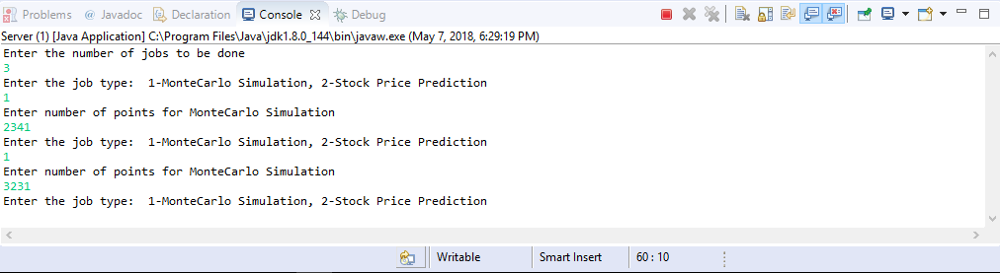 Problems @ Javadoc Declaration Console Debug
Server (1) [Java Application] C:\Program Files\Java\jdk1.8.0_144\bin\javaw.exe (May 7, 2018, 6:29:19 PM)
Enter the number of jobs to be done
3
Enter the job type:  1-MonteCarlo Simulation, 2-Stock Price Prediction
1
Enter number of points for MonteCarlo Simulation
2341
Enter the job type:  1-MonteCarlo Simulation, 2-Stock Price Prediction
1
Enter number of points for MonteCarlo Simulation
3231
Enter the job type:  1-MonteCarlo Simulation, 2-Stock Price Prediction
Writable Smart Insert 60 : 10